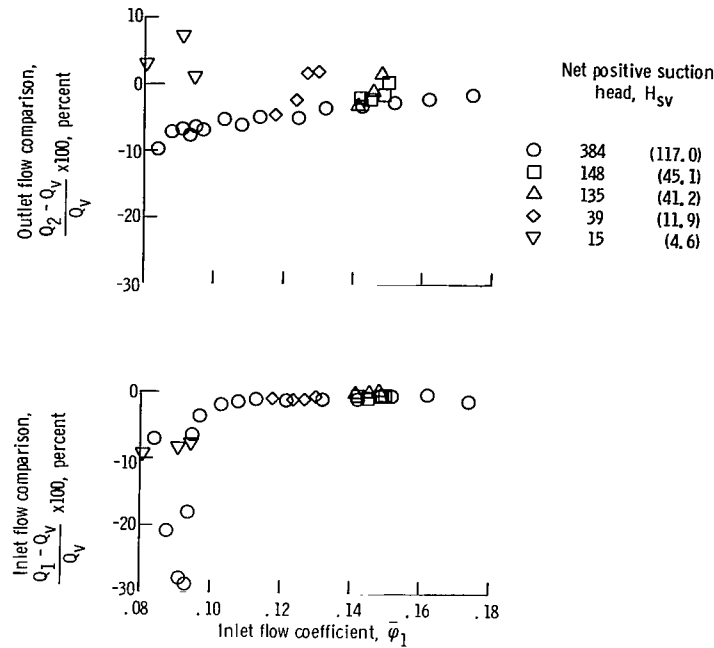 Outlet flow comparison,
Q2 - Qv
Qv
x100, percent
10
0
-10
-20
-30
Net positive suction
head, Hsv
384 (117.0)
148 (45.1)
135 (41.2)
39 (11.9)
15 (4.6)
Inlet flow comparison,
Q1 - Qv
Qv
x100, percent
0
-10
-20
-30
.08 .10 .12 .14 .16 .18
Inlet flow coefficient, φ̄1